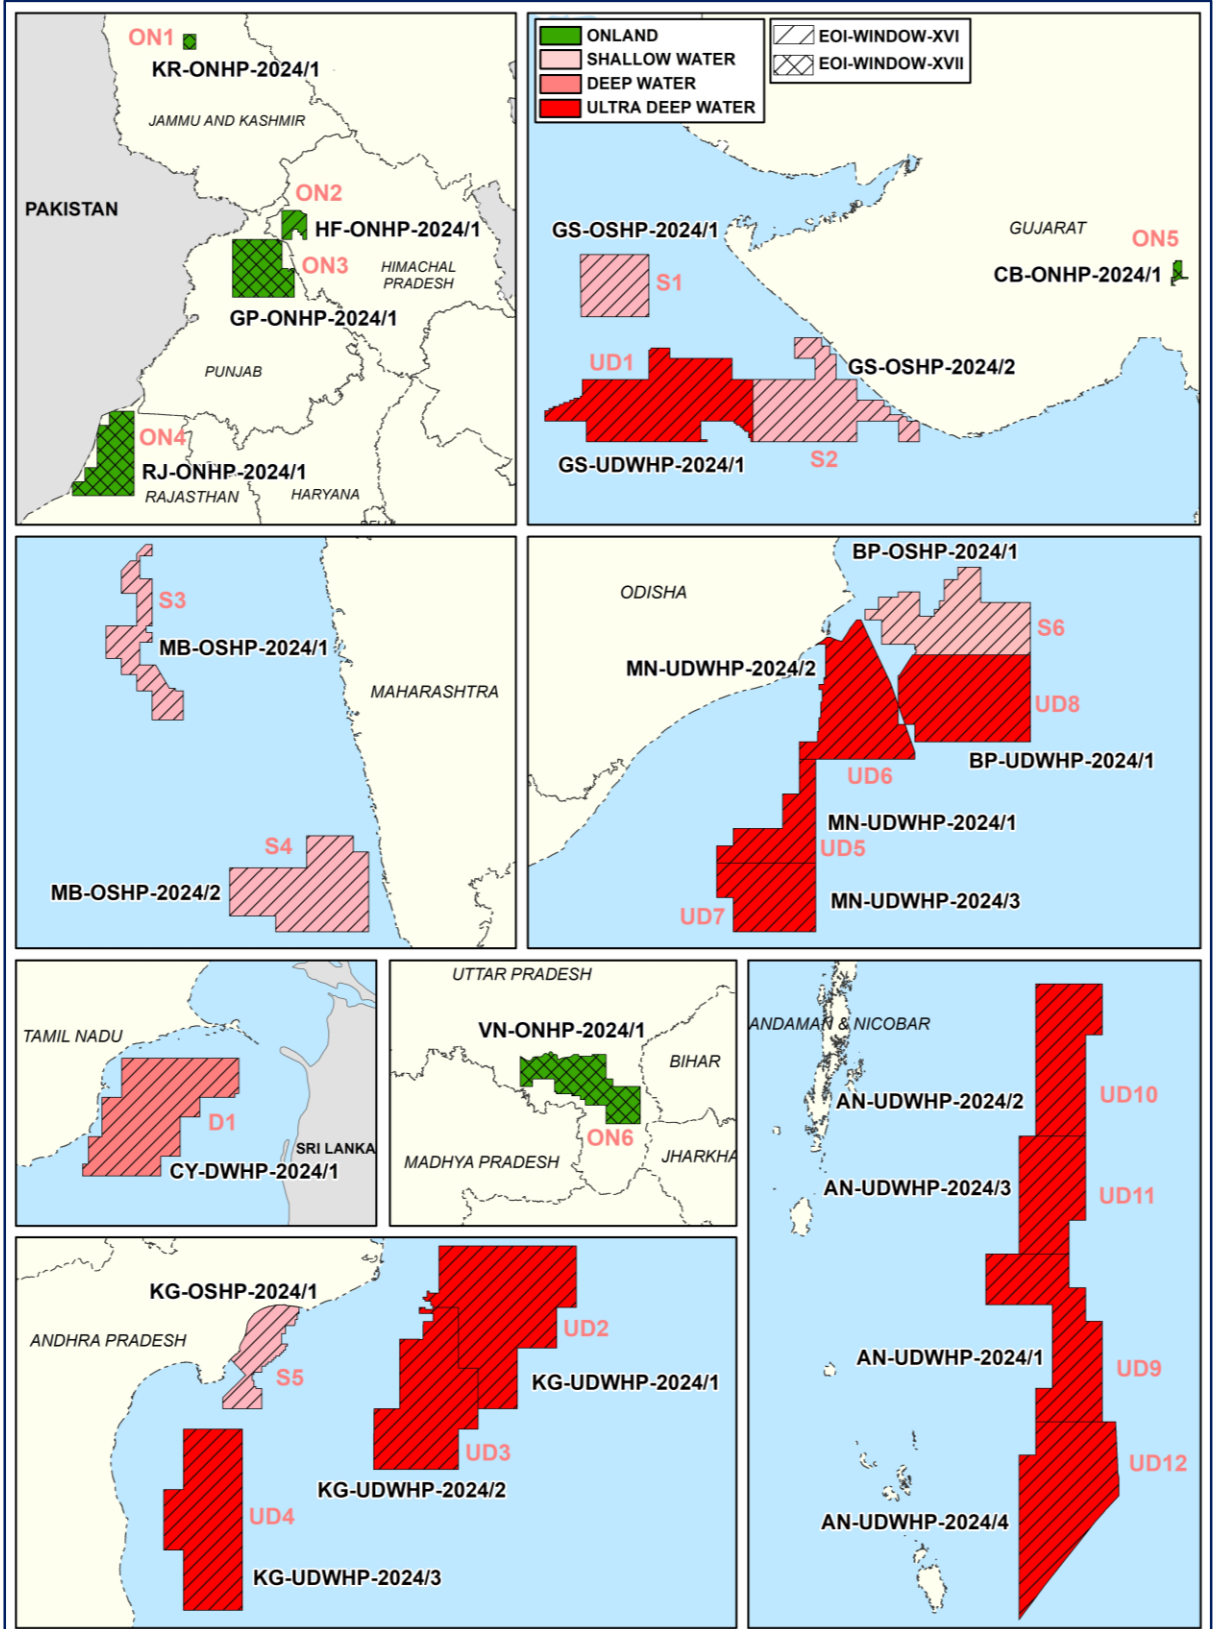 ON1
KR-ONHP-2024/1
JAMMU AND KASHMIR
PAKISTAN
ON2
HF-ONHP-2024/1
ON3
HIMACHAL
PRADESH
GP-ONHP-2024/1
PUNJAB
ON4
RJ-ONHP-2024/1
RAJASTHAN
HARYANA
ONLAND
SHALLOW WATER
DEEP WATER
ULTRA DEEP WATER
EOI-WINDOW-XVI
EOI-WINDOW-XVII
GS-OSHP-2024/1
GUJARAT
ON5
CB-ONHP-2024/1
S1
UD1
GS-OSHP-2024/2
GS-UDWHP-2024/1
S2
S3
MB-OSHP-2024/1
MAHARASHTRA
S4
MB-OSHP-2024/2
BP-OSHP-2024/1
ODISHA
S6
MN-UDWHP-2024/2
UD8
BP-UDWHP-2024/1
UD6
MN-UDWHP-2024/1
UD5
MN-UDWHP-2024/3
UD7
TAMIL NADU
D1
SRI LANKA
CY-DWHP-2024/1
UTTAR PRADESH
VN-ONHP-2024/1
BIHAR
ON6
MADHYA PRADESH
JHARKHA
ANDAMAN & NICOBAR
AN-UDWHP-2024/2
UD10
AN-UDWHP-2024/3
UD11
AN-UDWHP-2024/1
UD9
UD12
AN-UDWHP-2024/4
KG-OSHP-2024/1
ANDHRA PRADESH
UD2
S5
KG-UDWHP-2024/1
UD3
KG-UDWHP-2024/2
UD4
KG-UDWHP-2024/3